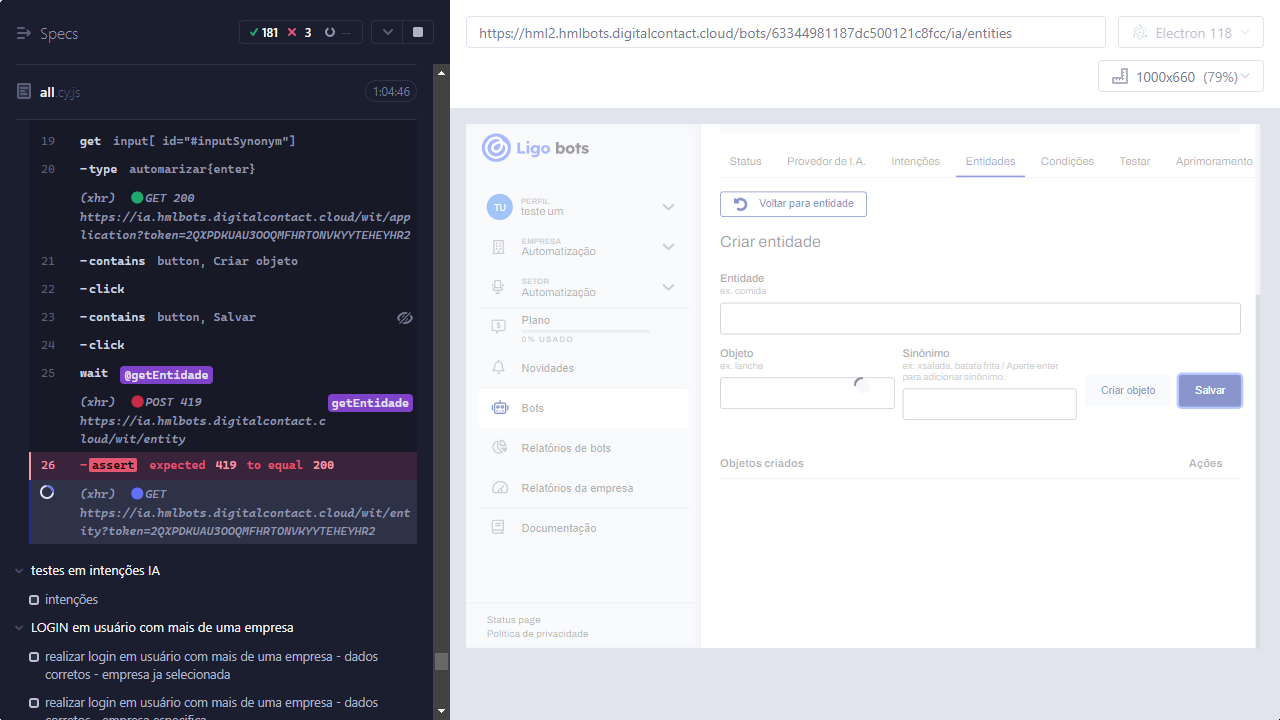 Specs
181
3
--
all.cy.js
1:04:46
19 get input[ id="#inputSynonym"]
20 -type automarizar{enter}
(xhr) GET 200
https://ia.hmlbots.digitalcontact.cloud/wit/app
lication?token=2QXPDKUAU3OOQMFHRTONVKYYTEHEYHR2
21 -contains button, Criar objeto
22 -click
23 -contains button, Salvar
24 -click
25 wait @getEntidade
(xhr) POST 419 getEntidade
https://ia.hmlbots.digitalcontact.c
loud/wit/entity
26 -assert expected 419 to equal 200
(xhr) GET
https://ia.hmlbots.digitalcontact.cloud/wit/ent
ity?token=2QXPDKUAU3OOQMFHRTONVKYYTEHEYHR2
testes em intenções IA
intenções
LOGIN em usuário com mais de uma empresa
realizar login em usuário com mais de uma empresa - dados
corretos - empresa ja selecionada
realizar login em usuário com mais de uma empresa - dados
corretos - empresa especifica
https://hml2.hmlbots.digitalcontact.cloud/bots/63344981187dc500121c8fcc/ia/entities
Electron 118
1000x660 (79%)
Ligo bots
TU
PERFIL
teste um
EMPRESA
Automatização
SETOR
Automatização
Plano
0% USADO
Novidades
Bots
Relatórios de bots
Relatórios da empresa
Documentação
Status page
Política de privacidade
Status Provedor de I.A. Intenções Entidades Condições Testar Aprimoramento
Voltar para entidade
Criar entidade
Entidade
ex. comida
Objeto
ex. lanche
Sinônimo
ex: xsalada, batata frita / Aperte enter
para adicionar sinônimo.
Criar objeto
Salvar
Objetos criados
Ações